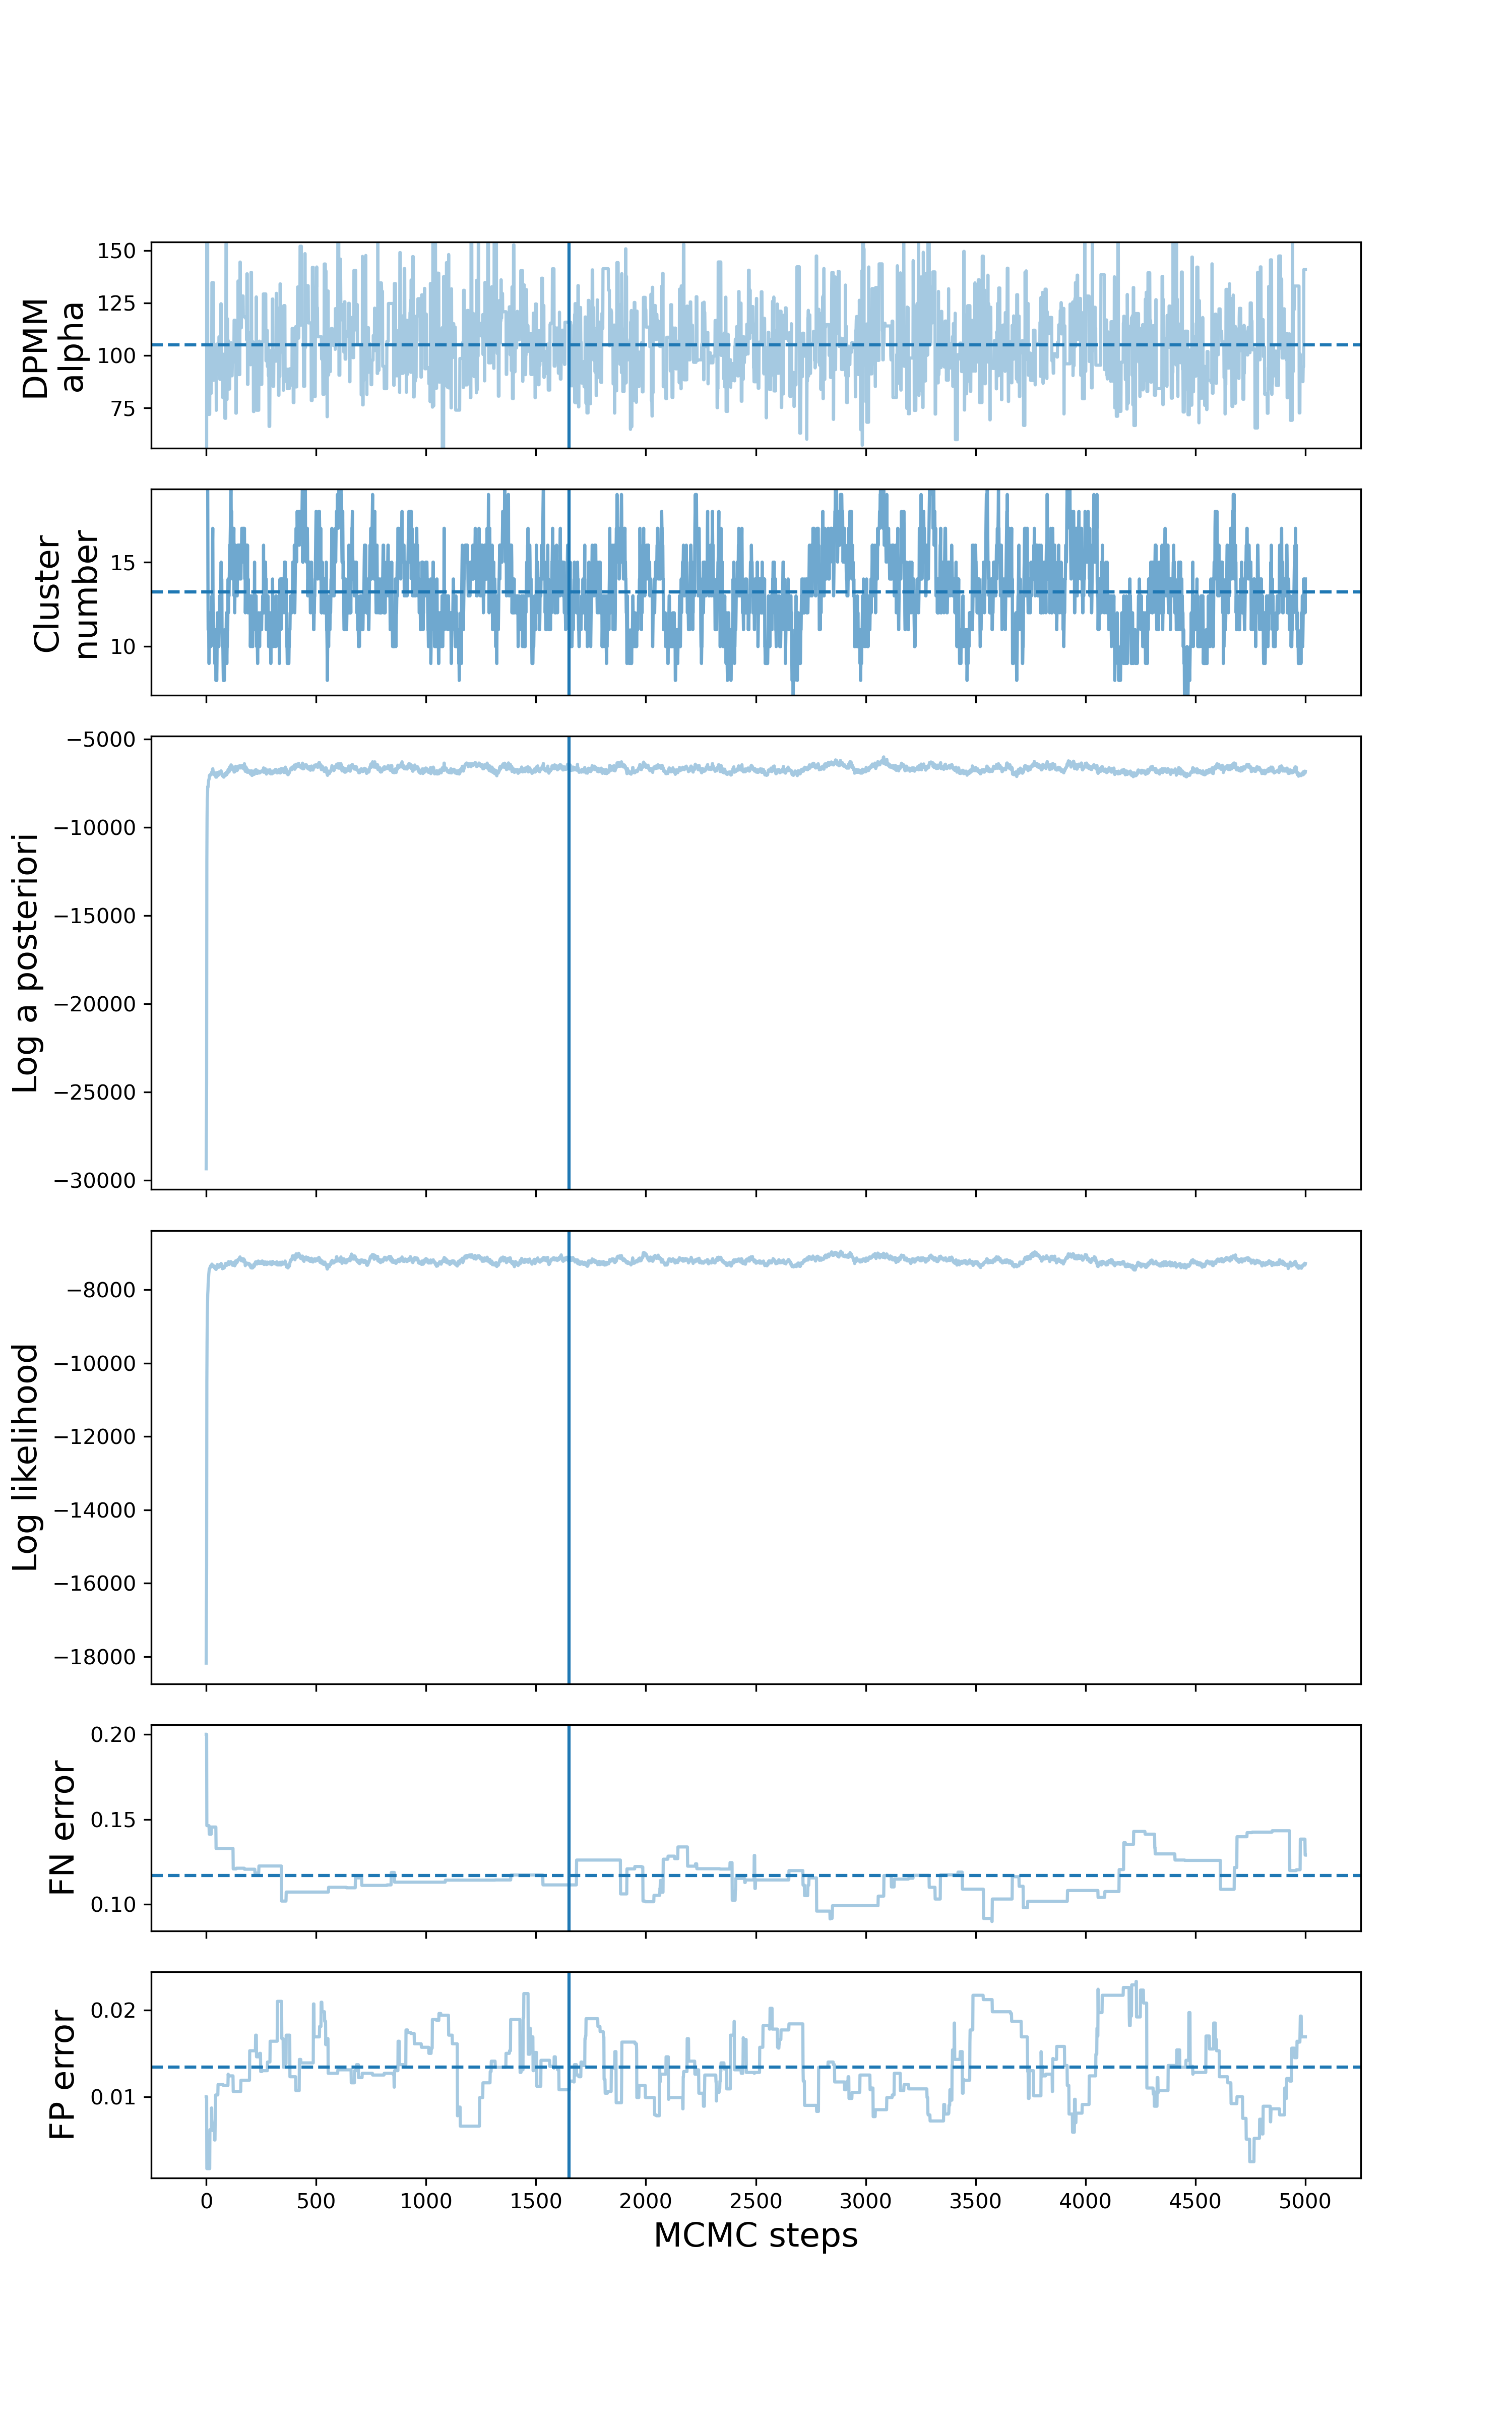 DPMM
alpha
150
125
100
75
Cluster
number
15
10
Log a posteriori
−5000
−10000
−15000
−20000
−25000
−30000
Log likelihood
−8000
−10000
−12000
−14000
−16000
−18000
FN error
0.20
0.15
0.10
FP error
0.02
0.01
0 500 1000 1500 2000 2500 3000 3500 4000 4500 5000
MCMC steps